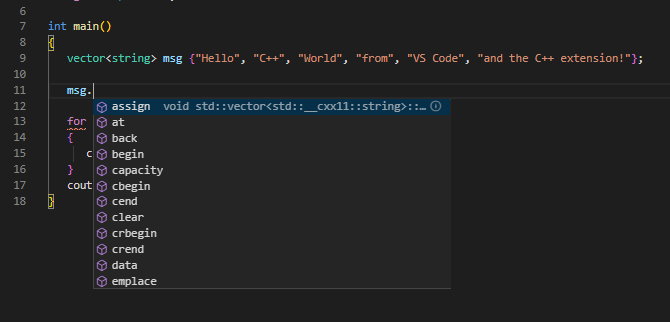 6
7 int main()
8 {
9 vector<string> msg {"Hello", "C++", "World", "from", "VS Code", "and the C++ extension!"};
10
11 msg.
assign void std::vector<std::__cxx11::string>::…
12
13 for at
14 { back
15 c begin
16 } capacity
17 cout cbegin
18 } cend
clear
crbegin
crend
data
emplace